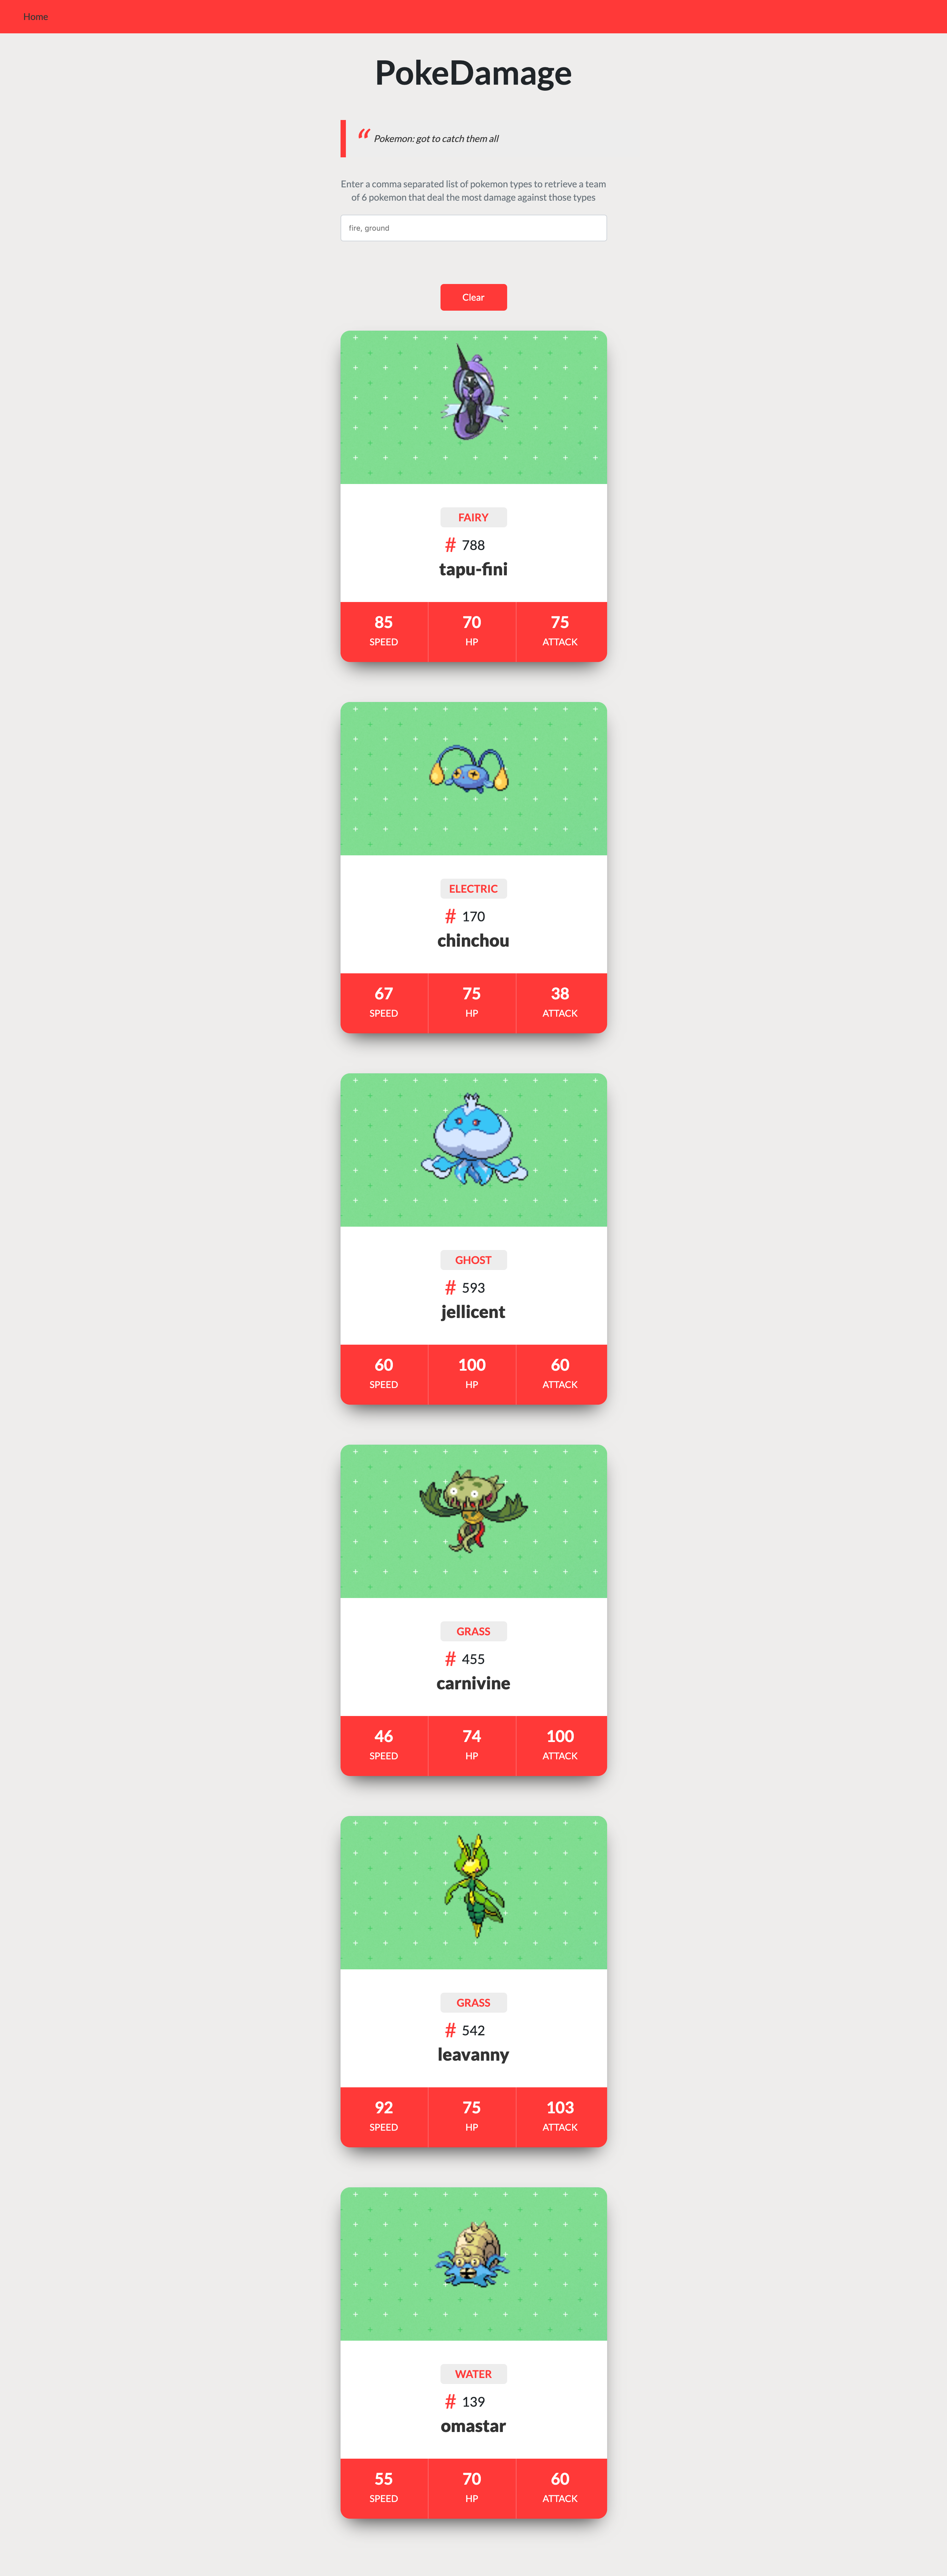 Home
PokeDamage
“ Pokemon: got to catch them all
Enter a comma separated list of pokemon types to retrieve a team
of 6 pokemon that deal the most damage against those types
fire, ground
Clear
FAIRY
# 788
tapu-fini
85 70 75
SPEED HP ATTACK
ELECTRIC
# 170
chinchou
67 75 38
SPEED HP ATTACK
GHOST
# 593
jellicent
60 100 60
SPEED HP ATTACK
GRASS
# 455
carnivine
46 74 100
SPEED HP ATTACK
GRASS
# 542
leavanny
92 75 103
SPEED HP ATTACK
WATER
# 139
omastar
55 70 60
SPEED HP ATTACK